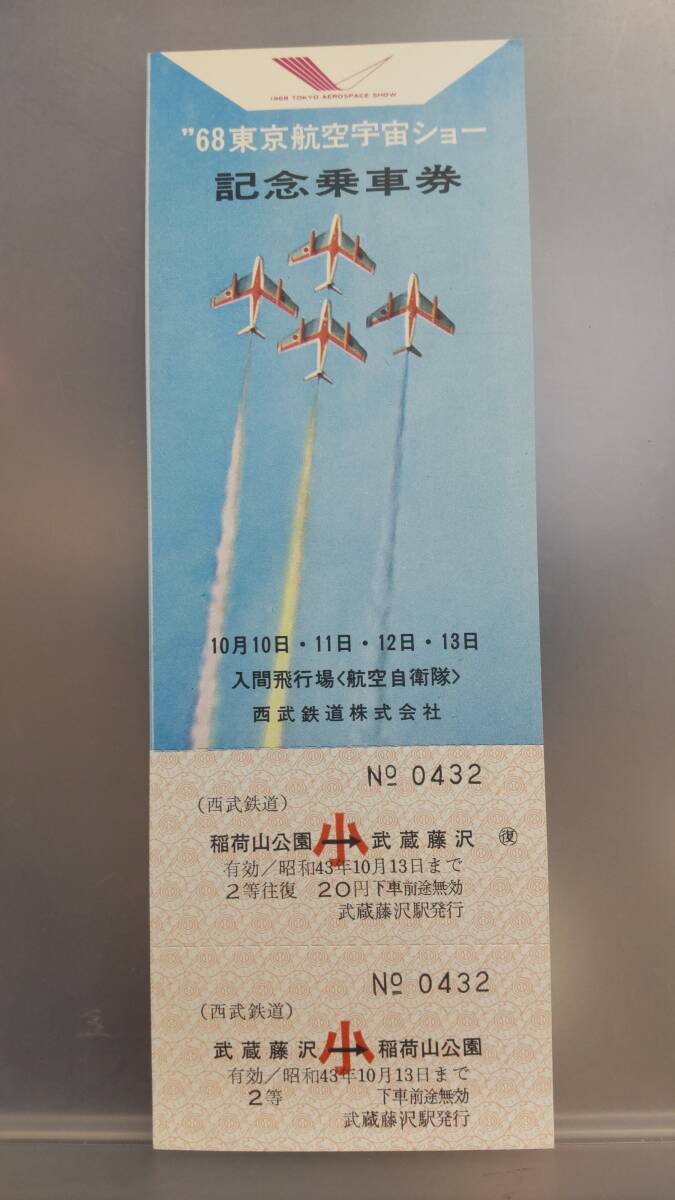 1968 TOKYO AEROSPACE SHOW
”68東京航空宇宙ショー
記念乗車券
10月10日・11日・12日・13日
入間飛行場<航空自衛隊>
西武鉄道株式会社
No 0432
(西武鉄道)
稲荷山公園→武蔵藤沢 復
小
有効/昭和43年10月13日まで
2等往復 20円下車前途無効
武蔵藤沢駅発行
No 0432
(西武鉄道)
武蔵藤沢→稲荷山公園
小
有効/昭和43年10月13日まで
2等 下車前途無効
武蔵藤沢駅発行